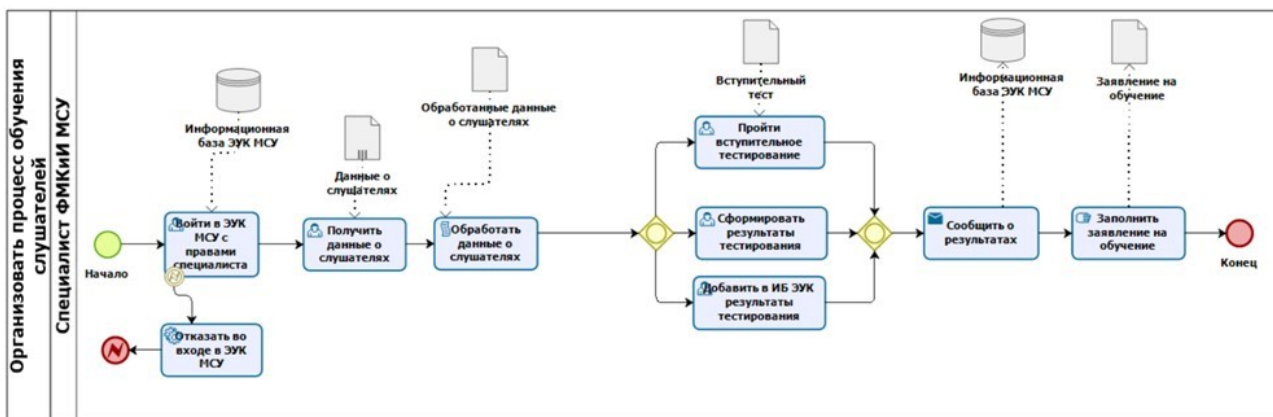 Организовать процесс обучения
слушателей
Специалист ФМКиИ МСУ
Информационная
база ЭУК МСУ
Данные о
слушателях
Обработанные данные
о слушателях
Вступительный
тест
Информационная
база ЭУК МСУ
Заявление на
обучение
Начало
Войти в ЭУК
МСУ с
правами
специалиста
Получить
данные о
слушателях
Обработать
данные о
слушателях
Пройти
вступительное
тестирование
Сформировать
результаты
тестирования
Добавить в ИБ ЭУК
результаты
тестирования
Сообщить о
результатах
Заполнить
заявление на
обучение
Конец
Отказать во
входе в ЭУК
МСУ